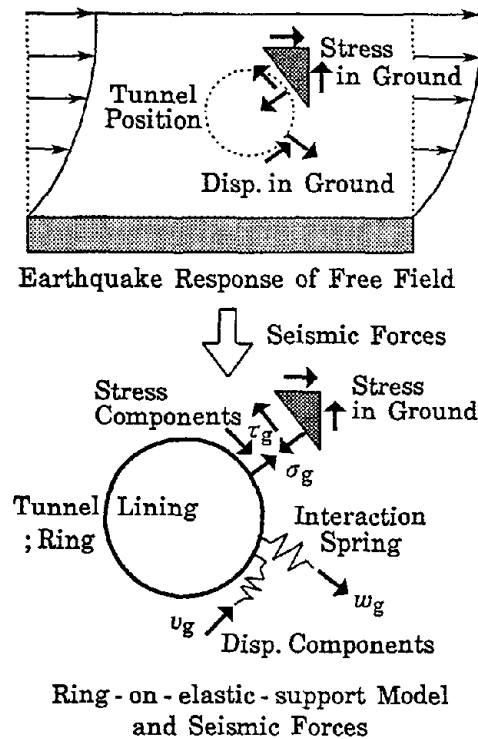 Stress
in Ground
Tunnel
Position
Disp. in Ground
Earthquake Response of Free Field
Seismic Forces
Stress
Components
Stress
in Ground
τg
σg
Tunnel
; Ring
Lining
Interaction
Spring
wg
vg
Disp. Components
Ring - on - elastic - support Model
and Seismic Forces